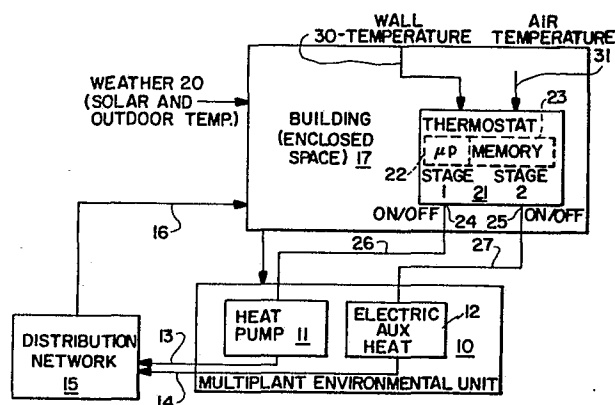 WALL
30-TEMPERATURE
AIR
TEMPERATURE
31
WEATHER 20
(SOLAR AND
OUTDOOR TEMP.)
BUILDING
(ENCLOSED
SPACE) 17
23
THERMOSTAT
22 µp MEMORY
STAGE STAGE
1 21 2
ON/OFF 24 25 ON/OFF
16
26
27
HEAT
PUMP 11
ELECTRIC
AUX
HEAT
12
10
13
DISTRIBUTION
NETWORK
15
14
MULTIPLANT ENVIRONMENTAL UNIT